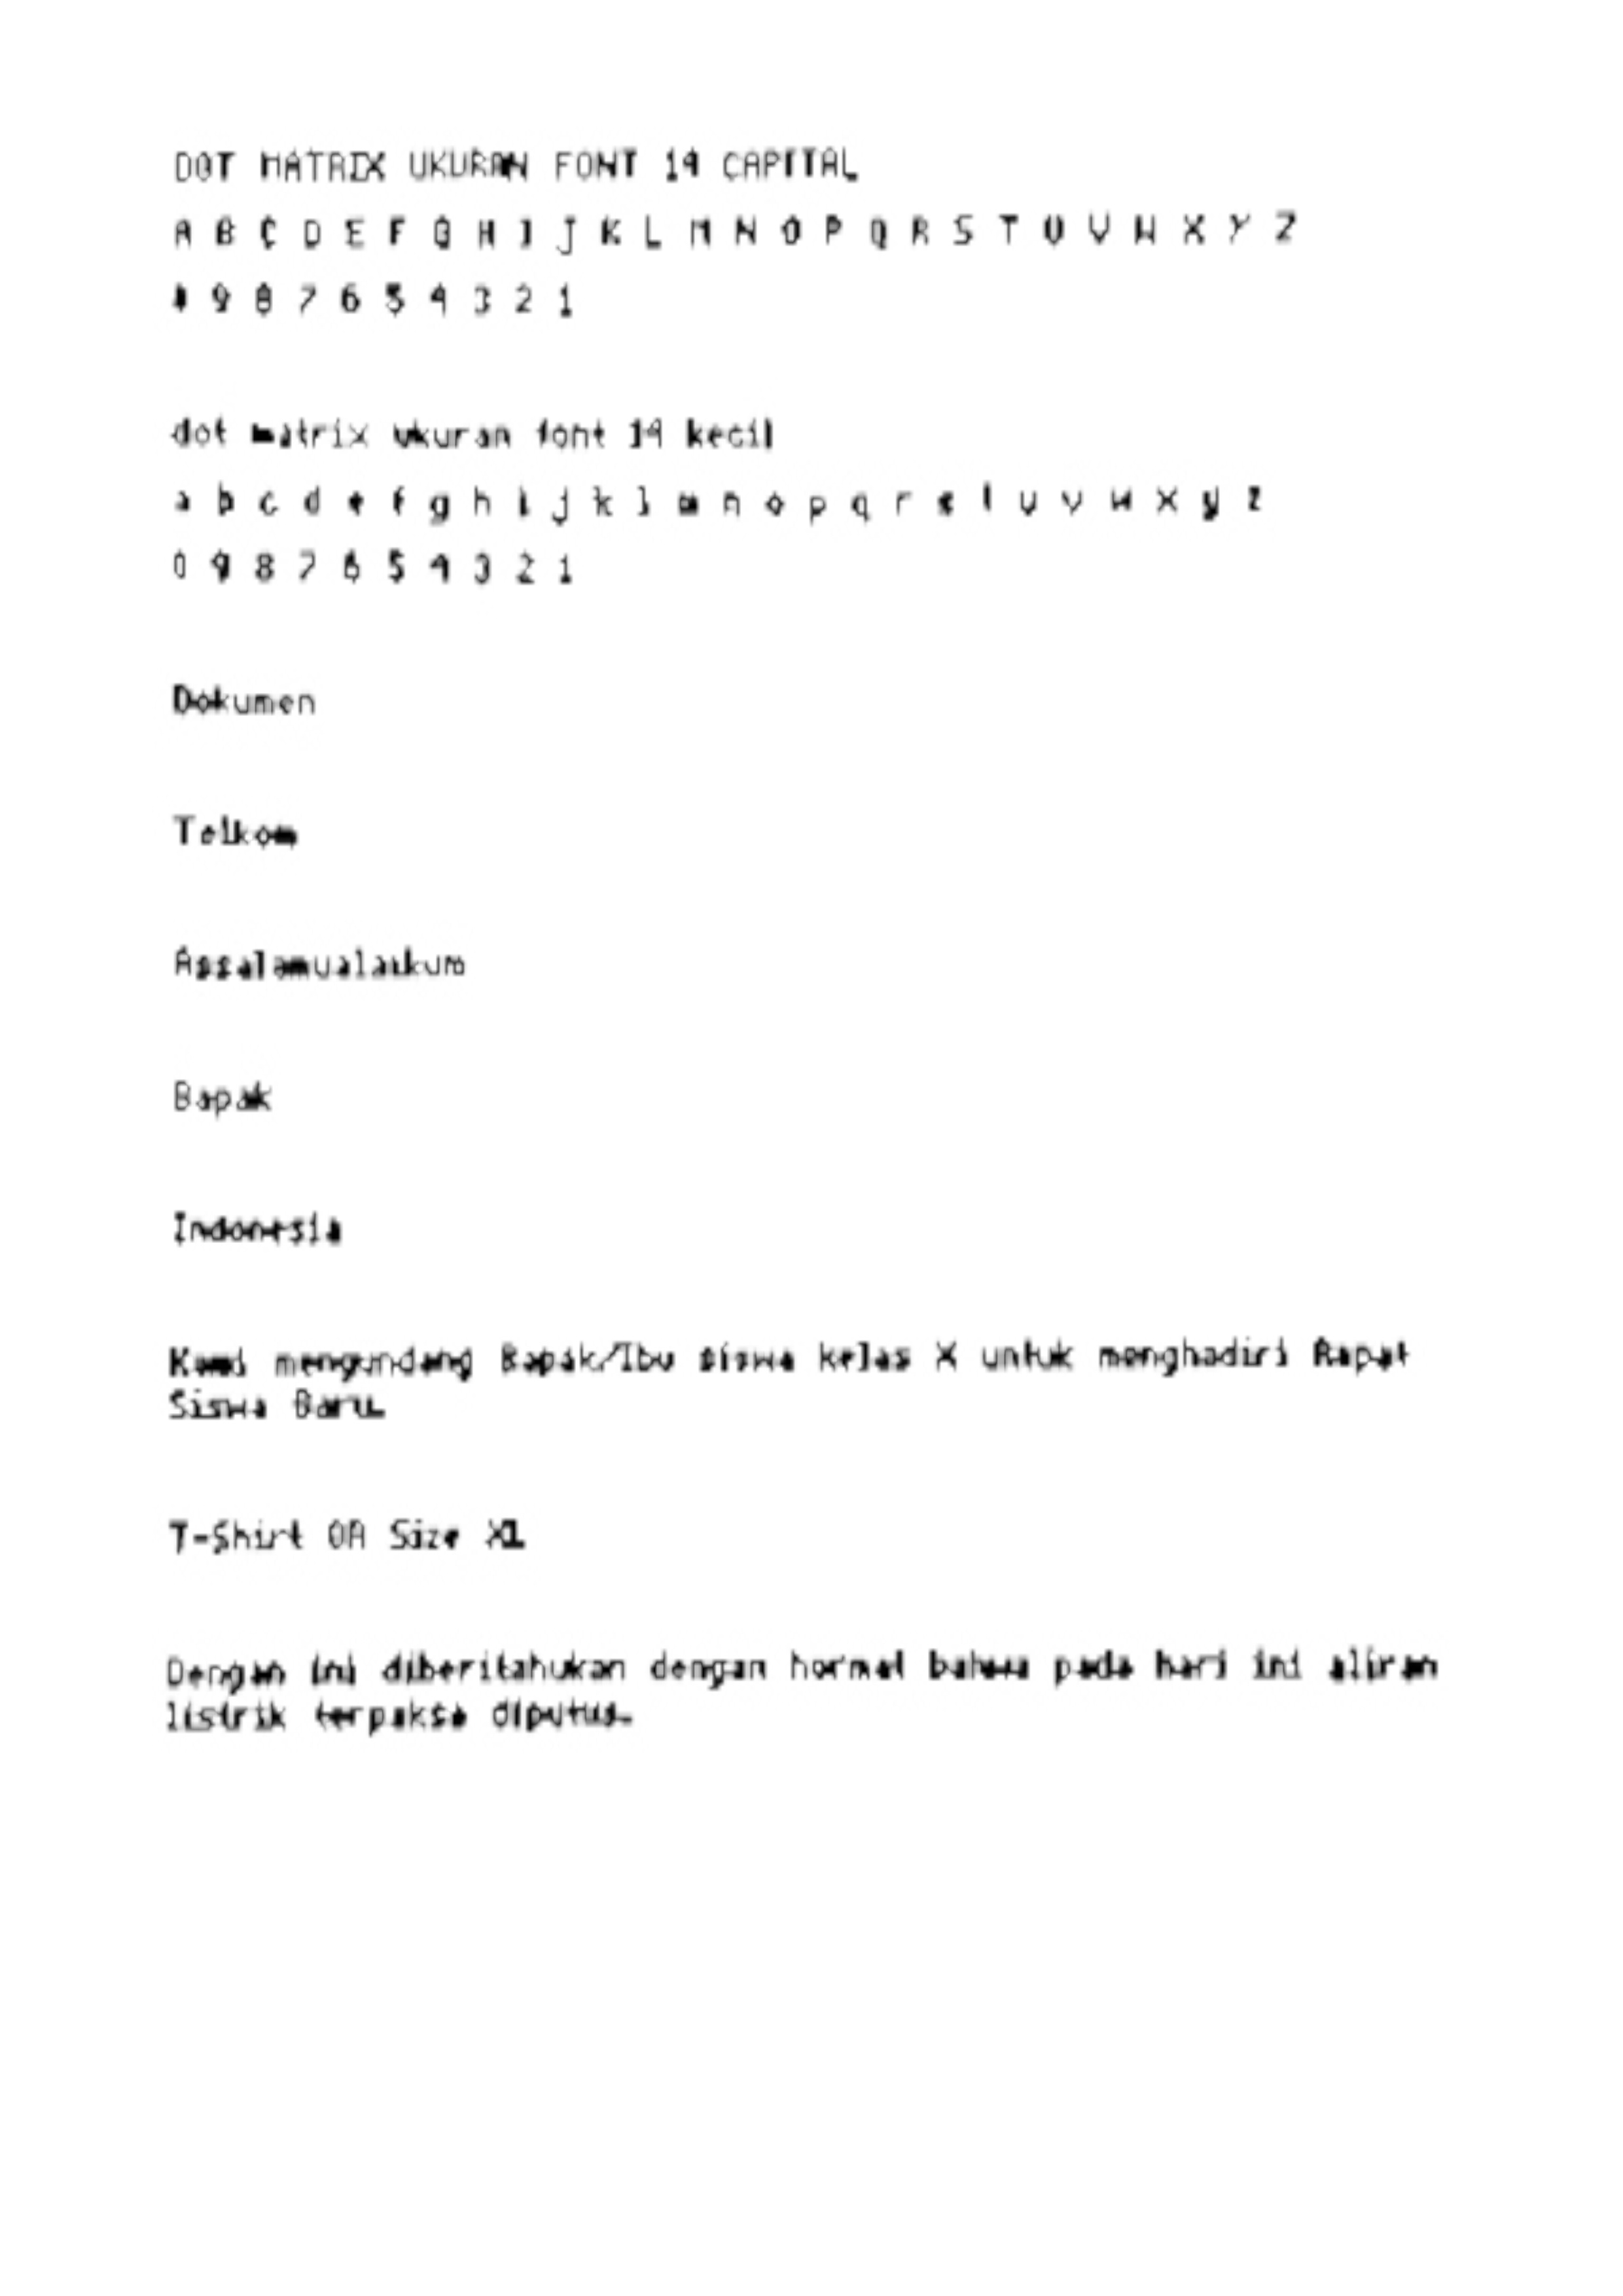 DOT MATRIX UKURAN FONT 14 CAPITAL
A B C D E F G H I J K L M N O P Q R S T U V W X Y Z
0 9 8 7 6 5 4 3 2 1
dot matrix ukuran font 14 kecil
a b c d e f g h i j k l m n o p q r s t u v w x y z
0 9 8 7 6 5 4 3 2 1
Dokumen
Telkom
Assalamualaikum
Bapak
Indonesia
Kami mengundang Bapak/Ibu siswa kelas X untuk menghadiri Rapat
Siswa Baru.
T-Shirt OA Size XL
Dengan ini diberitahukan dengan hormat bahwa pada hari ini aliran
listrik terpaksa diputus.